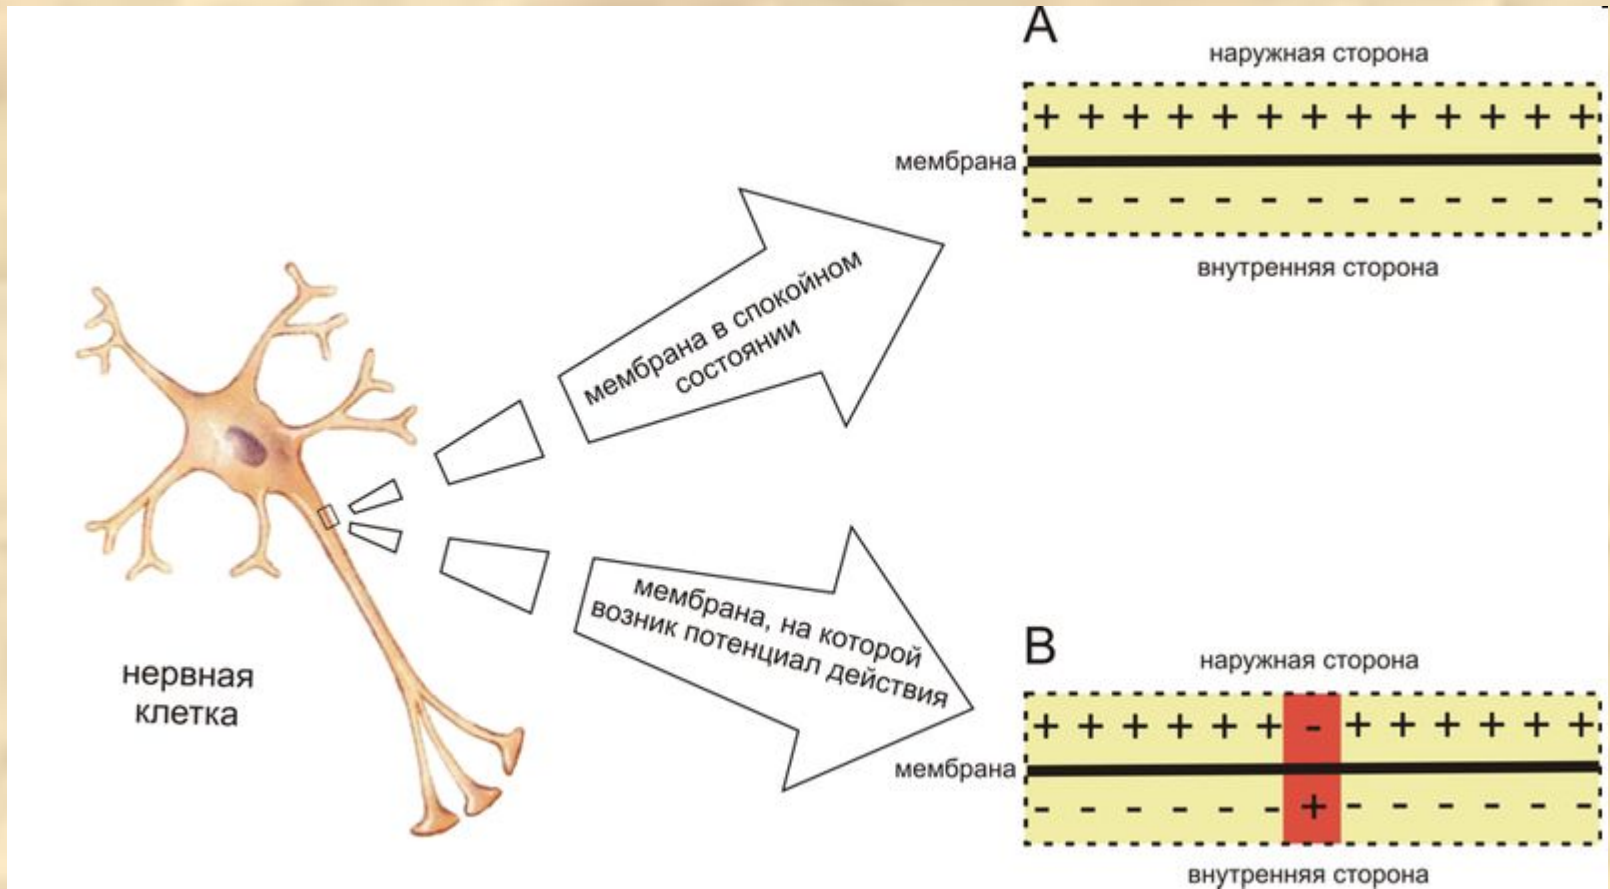 A
наружная сторона
+ + + + + + + + + + + + +
мембрана
- - - - - - - - - - - - -
внутренняя сторона
мембрана в спокойном
состоянии
мембрана, на которой
возник потенциал действия
нервная
клетка
B
наружная сторона
+ + + + + + - + + + + + +
мембрана
- - - - - - + - - - - - -
внутренняя сторона